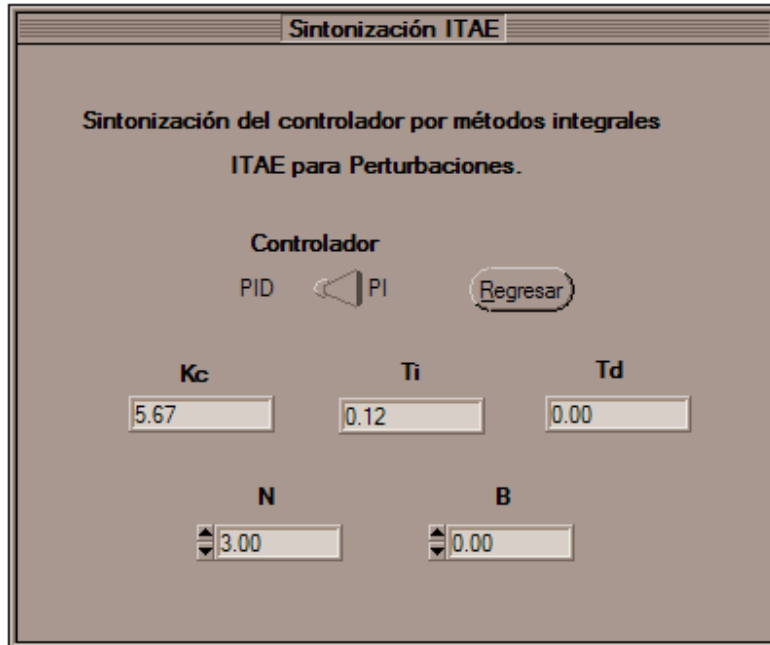 Sintonización ITAE
Sintonización del controlador por métodos integrales
ITAE para Perturbaciones.
Controlador
PID PI Regresar
Kc Ti Td
5.67 0.12 0.00
N B
3.00 0.00